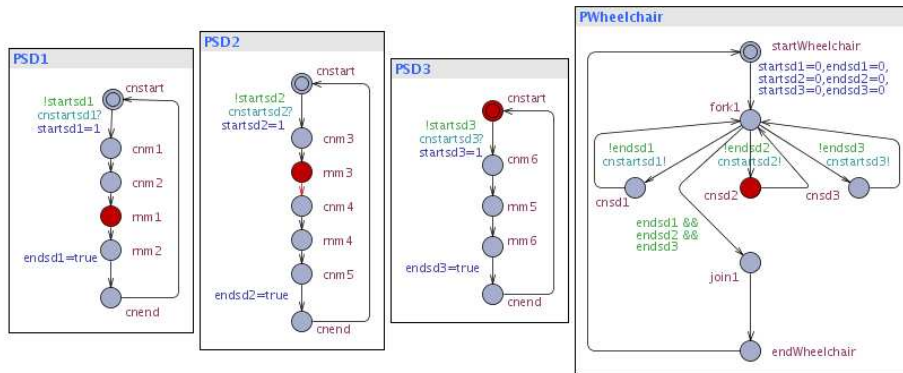 PSD1
cnstart
!startsd1
cnstartsd1?
startsd1=1
cnm1
cnm2
mm1
mm2
endsd1=true
cnend
PSD2
cnstart
!startsd2
cnstartsd2?
startsd2=1
cnm3
mm3
cnm4
mm4
cnm5
endsd2=true
cnend
PSD3
cnstart
!startsd3
cnstartsd3?
startsd3=1
cnm6
mm5
mm6
endsd3=true
cnend
PWheelchair
startWheelchair
startsd1=0,endsd1=0,
startsd2=0,endsd2=0,
startsd3=0,endsd3=0
fork1
!endsd1
cnstartsd1!
!endsd2
cnstartsd2!
!endsd3
cnstartsd3!
cnsd1
cnsd2
cnsd3
endsd1 &&
endsd2 &&
endsd3
join1
endWheelchair